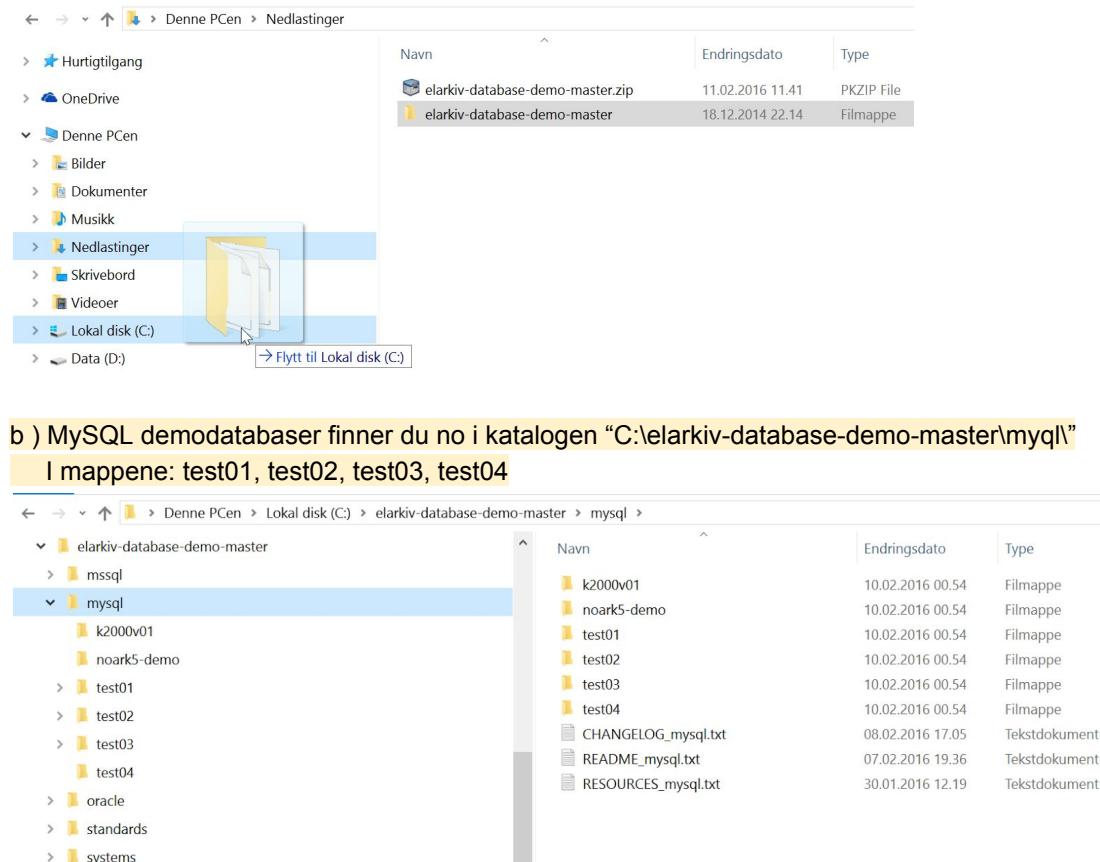 Denne PCen > Nedlastinger
Navn Endringsdato Type
Hurtigtilgang
elarkiv-database-demo-master.zip 11.02.2016 11.41 PKZIP File
OneDrive
elarkiv-database-demo-master 18.12.2014 22.14 Filmappe
Denne PCen
Bilder
Dokumenter
Musikk
Nedlastinger
Skrivebord
Videoer
Lokal disk (C:)
→ Flytt til Lokal disk (C:)
Data (D:)
b ) MySQL demodatabaser finner du no i katalogen “C:\elarkiv-database-demo-master\myql\”
I mappene: test01, test02, test03, test04
Denne PCen > Lokal disk (C:) > elarkiv-database-demo-master > mysql >
elarkiv-database-demo-master
mssql
mysql
k2000v01
noark5-demo
test01
test02
test03
test04
oracle
standards
systems
Navn Endringsdato Type
k2000v01 10.02.2016 00.54 Filmappe
noark5-demo 10.02.2016 00.54 Filmappe
test01 10.02.2016 00.54 Filmappe
test02 10.02.2016 00.54 Filmappe
test03 10.02.2016 00.54 Filmappe
test04 10.02.2016 00.54 Filmappe
CHANGELOG_mysql.txt 08.02.2016 17.05 Tekstdokument
README_mysql.txt 07.02.2016 19.36 Tekstdokument
RESOURCES_mysql.txt 30.01.2016 12.19 Tekstdokument